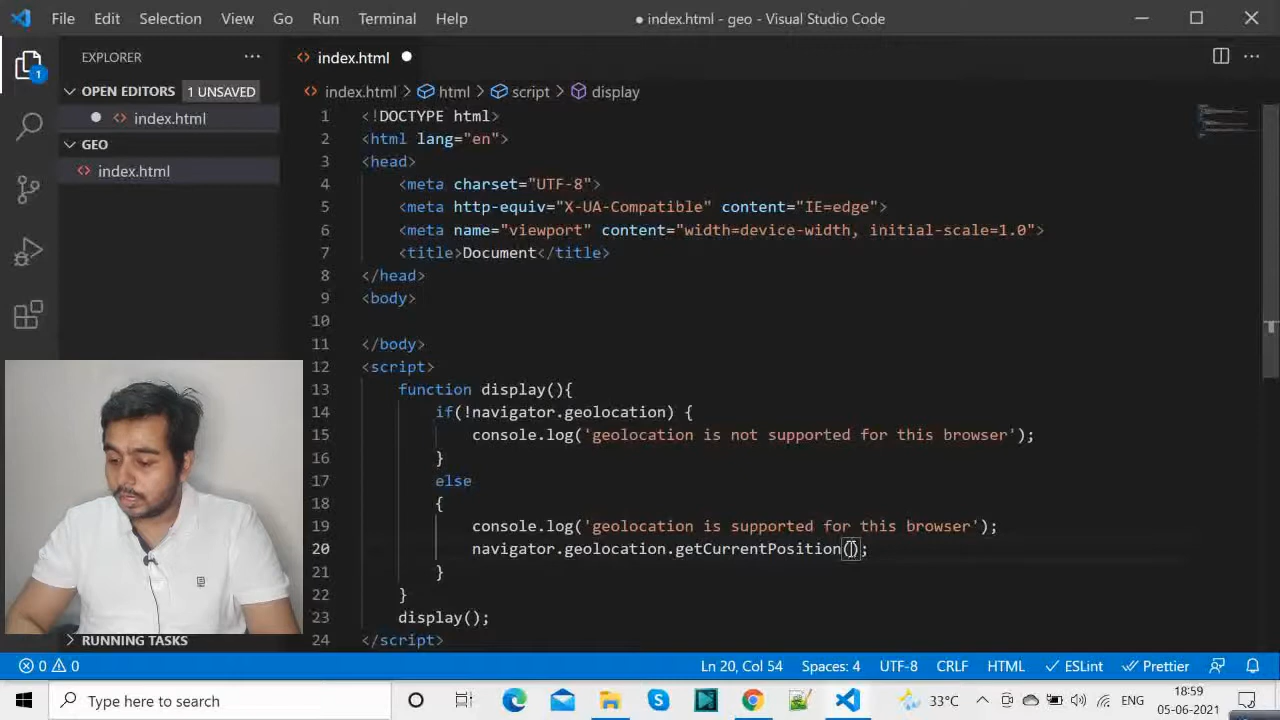 File Edit Selection View Go Run Terminal Help ● index.html - geo - Visual Studio Code
EXPLORER
OPEN EDITORS 1 UNSAVED
index.html
GEO
index.html
RUNNING TASKS
1
index.html
index.html > html > script > display
1 <!DOCTYPE html>
2 <html lang="en">
3 <head>
4 <meta charset="UTF-8">
5 <meta http-equiv="X-UA-Compatible" content="IE=edge">
6 <meta name="viewport" content="width=device-width, initial-scale=1.0">
7 <title>Document</title>
8 </head>
9 <body>
10
11 </body>
12 <script>
13 function display(){
14 if(!navigator.geolocation) {
15 console.log('geolocation is not supported for this browser');
16 }
17 else
18 {
19 console.log('geolocation is supported for this browser');
20 navigator.geolocation.getCurrentPosition();
21 }
22 }
23 display();
24 </script>
0 0
Ln 20, Col 54 Spaces: 4 UTF-8 CRLF HTML ESLint Prettier
Type here to search
33°C ENG
18:59
05-06-2021